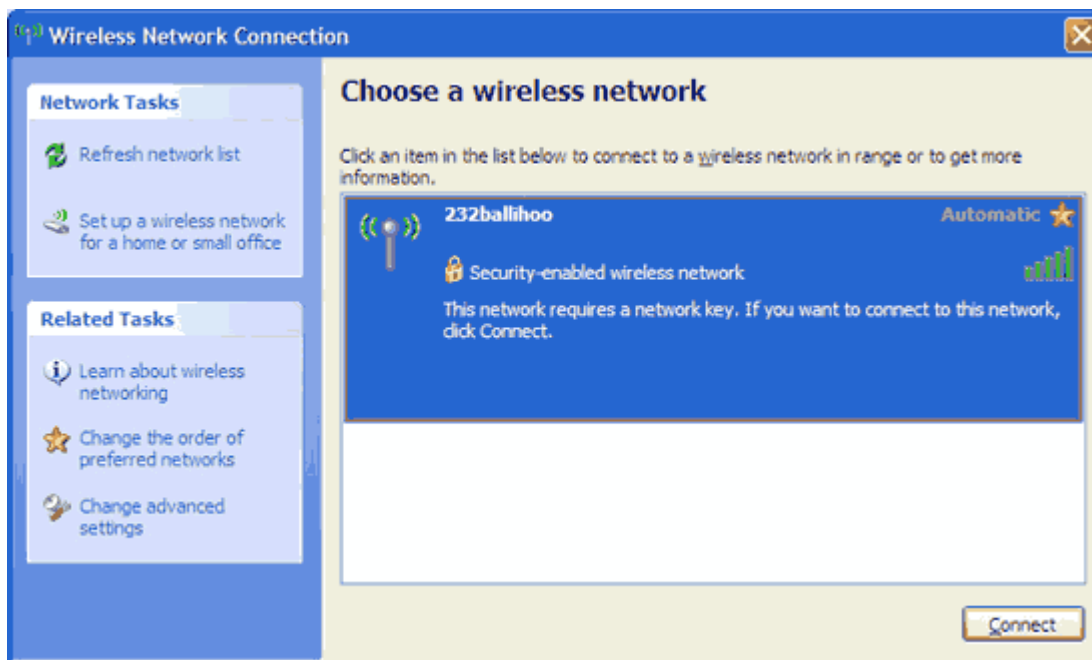 Wireless Network Connection
Network Tasks
Refresh network list
Set up a wireless network
for a home or small office
Related Tasks
Learn about wireless
networking
Change the order of
preferred networks
Change advanced
settings
Choose a wireless network
Click an item in the list below to connect to a wireless network in range or to get more
information.
232ballihoo
Automatic
Security-enabled wireless network
This network requires a network key. If you want to connect to this network,
click Connect.
Connect